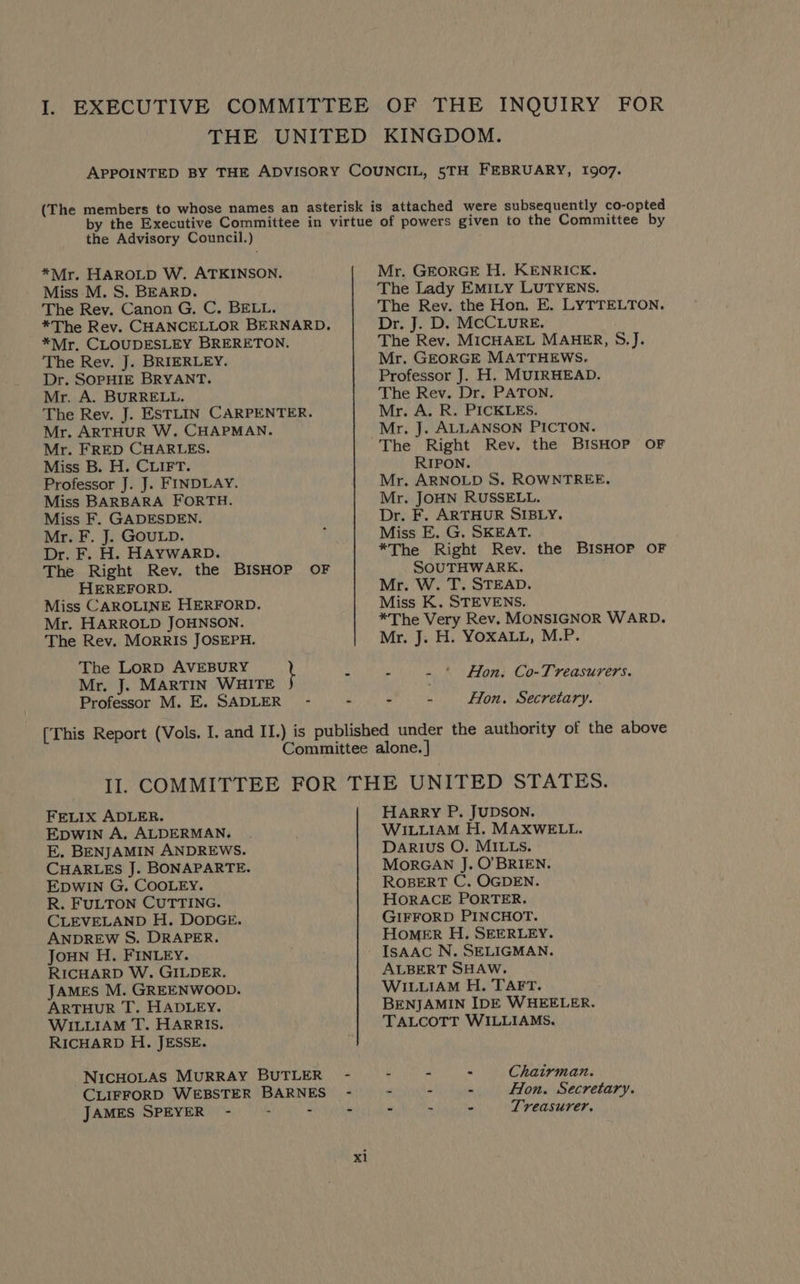 I. EXECUTIVE COMMITTEE OF THE INQUIRY FOR
THE UNITED KINGDOM.
APPOINTED BY THE ADVISORY COUNCIL, 5TH FEBRUARY, 1907.
(The members to whose names an asterisk is attached were subsequently co-opted
by the Executive Committee in virtue of powers given to the Committee by
the Advisory Council.)
*Mr. HAROLD W. ATKINSON.
Miss M. S. BEARD.
The Rev. Canon G. C. BELL.
*The Rev. CHANCELLOR BERNARD.
*Mr. CLOUDESLEY BRERETON.
The Rev. J. BRIERLEY.
Dr. SOPHIE BRYANT.
Mr. A. BURRELL.
The Rev. J. ESTLIN CARPENTER.
Mr. ARTHUR W. CHAPMAN.
Mr. FRED CHARLES.
Miss B. H. CLIFT.
Professor J. J. FINDLAY.
Miss BARBARA FORTH.
Miss F. GADESDEN.
Mr. F. J. GOULD.
Dr. F. H. HAYWARD.
The Right Rev. the BISHOP OF
HEREFORD.
Miss CAROLINE HERFORD.
Mr. HARROLD JOHNSON.
The Rev. MORRIS JOSEPH.
Mr. GEORGE H. KENRICK.
The Lady EMILY LUTYENS.
The Rev. the Hon. E. LYTTELTON.
Dr. J. D. MCCLURE.
The Rev. MICHAEL MAHER, S.J.
Mr. GEORGE MATTHEWS.
Professor J. H. MUIRHEAD.
The Rev. Dr. PATON.
Mr. A. R. PICKLES.
Mr. J. ALLANSON PICTON.
The Right Rev. the BISHOP OF
RIPON.
Mr. ARNOLD S. ROWNTREE.
Mr. JOHN RUSSELL.
Dr. F. ARTHUR SIBLY.
Miss E. G. SKEAT.
*The Right Rev. the BISHOP OF
SOUTHWARK.
Mr. W. T. STEAD.
Miss K. STEVENS.
*The Very Rev. MONSIGNOR WARD.
Mr. J. H. YOXALL, M.P.
The LORD AVEBURY
Mr. J. MARTIN WHITE } - - - Hon. Co-Treasurers.
Professor M. E. SADLER - - - - Hon. Secretary.
[This Report (Vols. I. and II.) is published under the authority of the above
Committee alone.]
II. COMMITTEE FOR THE UNITED STATES.
FELIX ADLER.
EDWIN A. ALDERMAN.
E. BENJAMIN ANDREWS.
CHARLES J. BONAPARTE.
EDWIN G. COOLEY.
R. FULTON CUTTING.
CLEVELAND H. DODGE.
ANDREW S. DRAPER.
JOHN H. FINLEY.
RICHARD W. GILDER.
JAMES M. GREENWOOD.
ARTHUR T. HADLEY.
WILLIAM T. HARRIS.
RICHARD H. JESSE.
HARRY P. JUDSON.
WILLIAM H. MAXWELL.
DARIUS O. MILLS.
MORGAN J. O'BRIEN.
ROBERT C. OGDEN.
HORACE PORTER.
GIFFORD PINCHOT.
HOMER H. SEERLEY.
ISAAC N. SELIGMAN.
ALBERT SHAW.
WILLIAM H. TAFT.
BENJAMIN IDE WHEELER.
TALCOTT WILLIAMS.
NICHOLAS MURRAY BUTLER - - - - Chairman.
CLIFFORD WEBSTER BARNES - - - - Hon. Secretary.
JAMES SPEYER - - - - - - - Treasurer.
xi